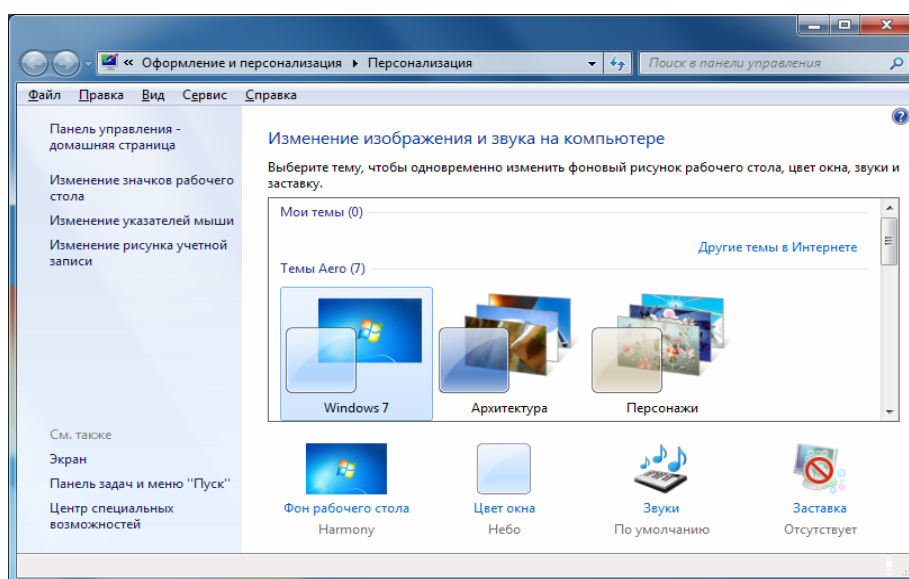 « Оформление и персонализация ▸ Персонализация
Поиск в панели управления
Файл Правка Вид Сервис Справка
Панель управления -
домашняя страница
Изменение значков рабочего
стола
Изменение указателей мыши
Изменение рисунка учетной
записи
См. также
Экран
Панель задач и меню "Пуск"
Центр специальных
возможностей
Изменение изображения и звука на компьютере
Выберите тему, чтобы одновременно изменить фоновый рисунок рабочего стола, цвет окна, звуки и
заставку.
Мои темы (0)
Другие темы в Интернете
Темы Aero (7)
Windows 7
Архитектура
Персонажи
Фон рабочего стола
Harmony
Цвет окна
Небо
Звуки
По умолчанию
Заставка
Отсутствует